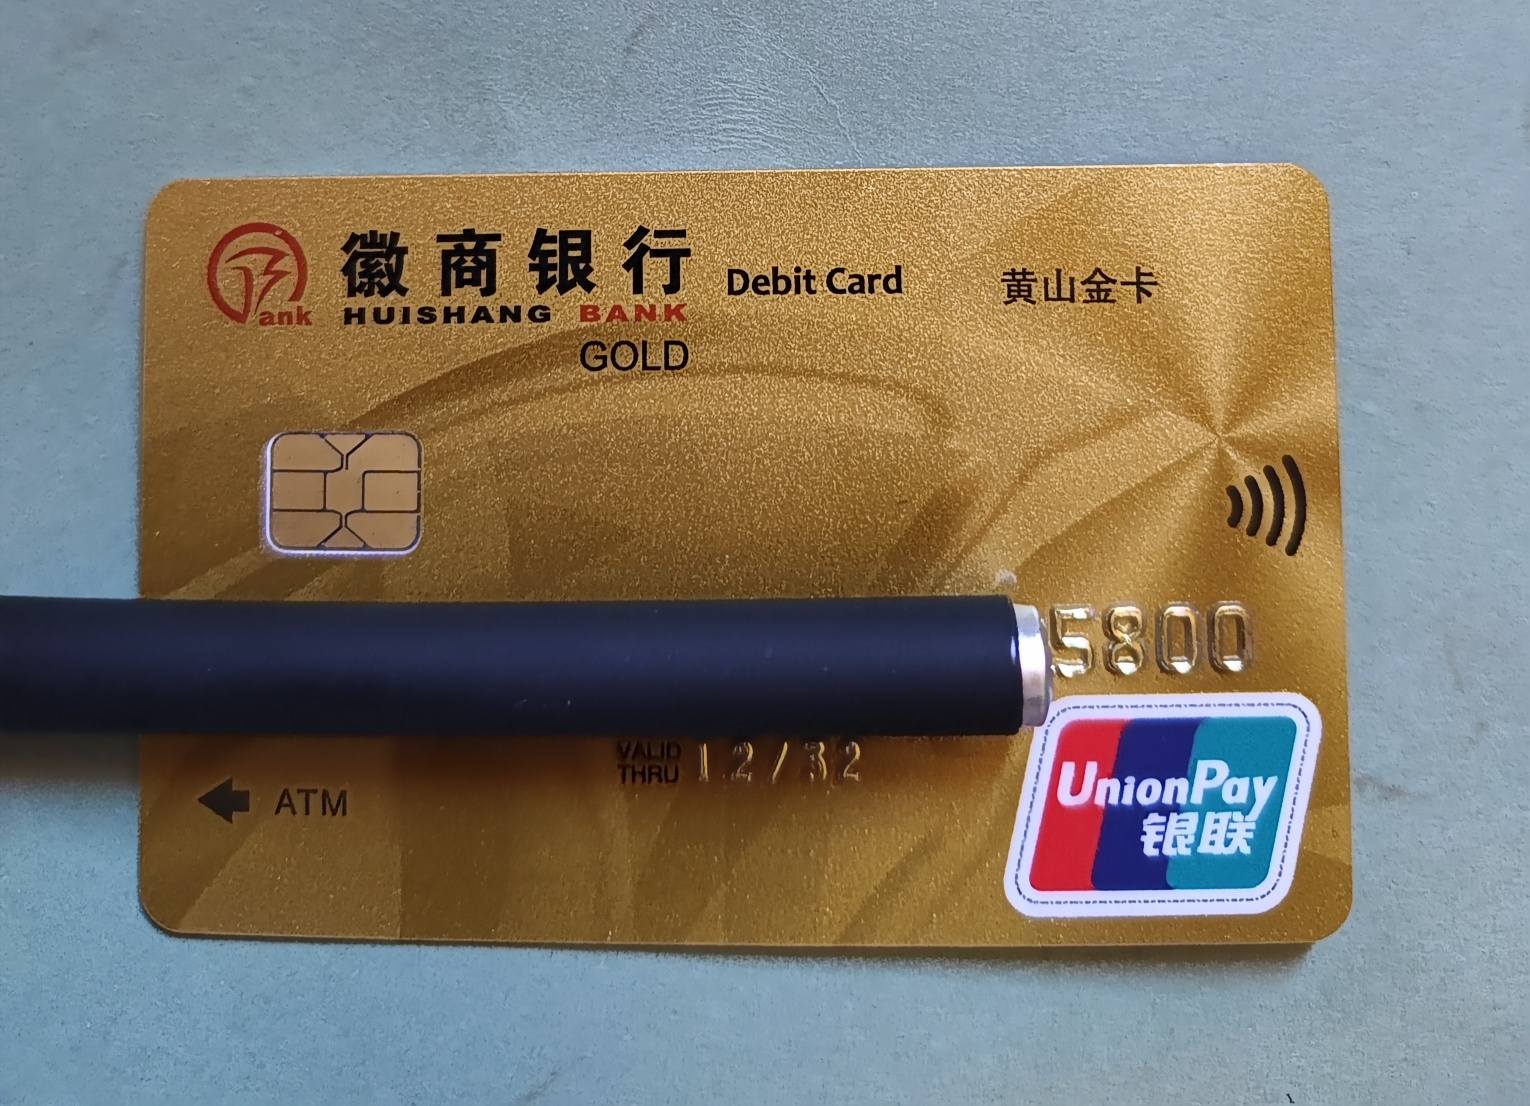 Bank
徽商银行
HUISHANG BANK
GOLD
Debit Card
黄山金卡
5800
VALID THRU 12/32
ATM
UnionPay
银联